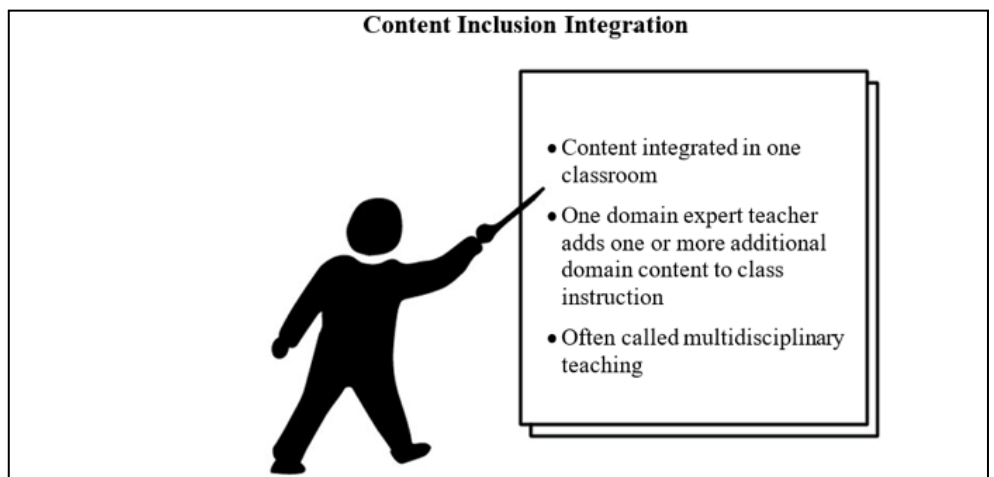 Content Inclusion Integration
• Content integrated in one
classroom
• One domain expert teacher
adds one or more additional
domain content to class
instruction
• Often called multidisciplinary
teaching